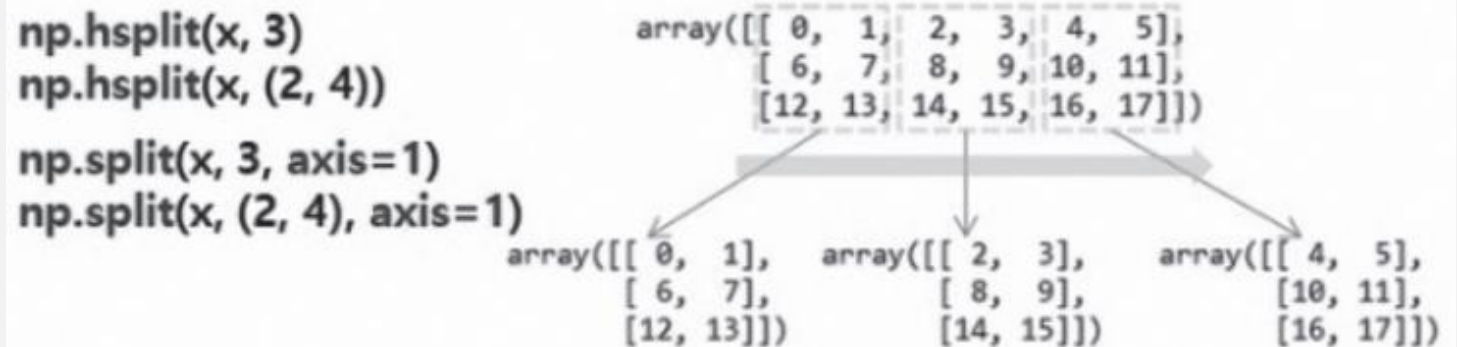 np.hsplit(x, 3)
np.hsplit(x, (2, 4))
np.split(x, 3, axis=1)
np.split(x, (2, 4), axis=1)
array([[ 0, 1, 2, 3, 4, 5],
[ 6, 7, 8, 9, 10, 11],
[12, 13, 14, 15, 16, 17]])
array([[ 0, 1],
[ 6, 7],
[12, 13]])
array([[ 2, 3],
[ 8, 9],
[14, 15]])
array([[ 4, 5],
[10, 11],
[16, 17]])